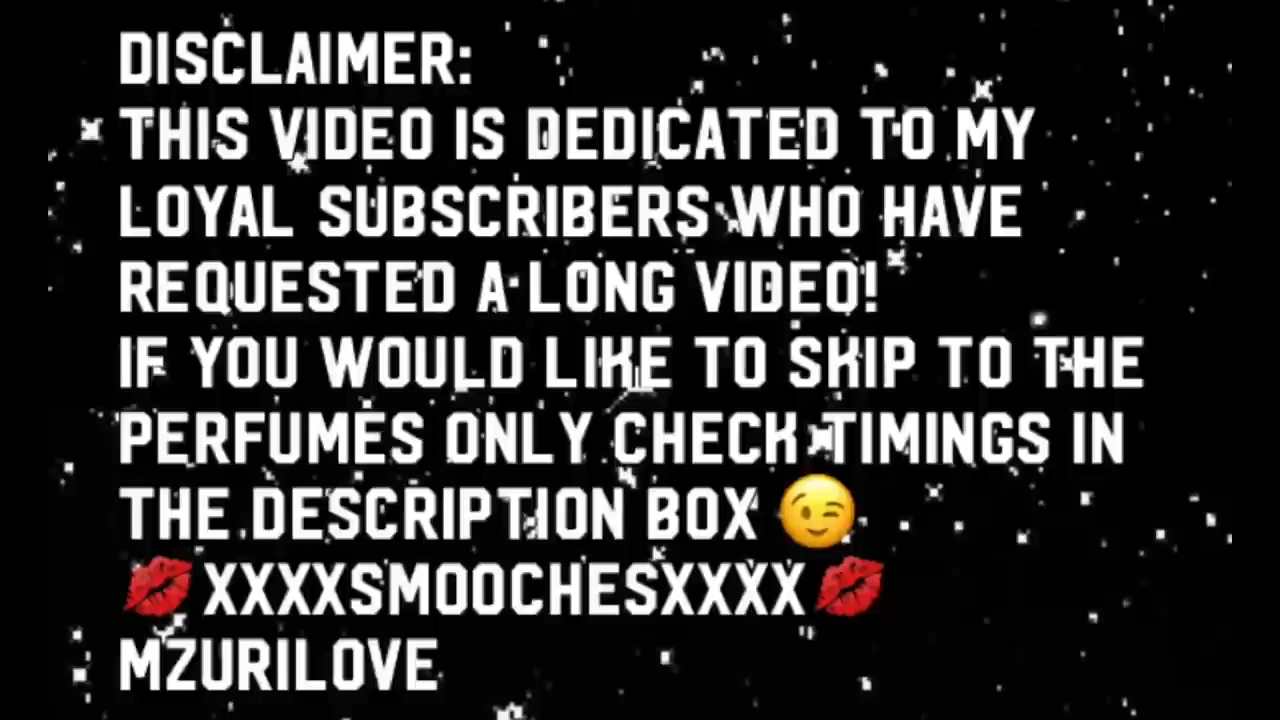 DISCLAIMER:
THIS VIDEO IS DEDICATED TO MY
LOYAL SUBSCRIBERS WHO HAVE
REQUESTED A LONG VIDEO!
IF YOU WOULD LIKE TO SKIP TO THE
PERFUMES ONLY CHECK TIMINGS IN
THE DESCRIPTION BOX 😉
💋XXXXSMOOCHESXXXX💋
MZURILOVE